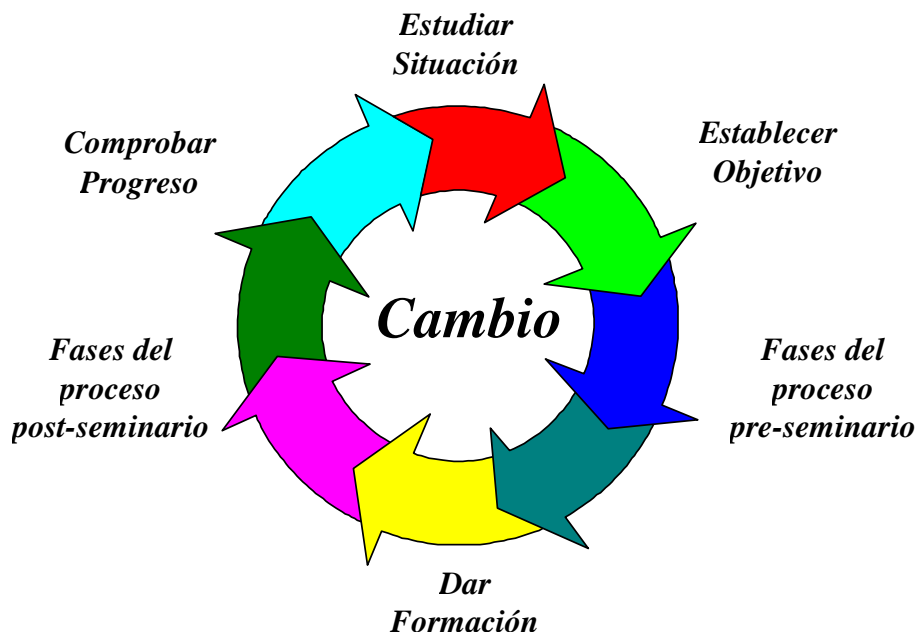 Estudiar
Situación
Establecer
Objetivo
Fases del
proceso
pre-seminario
Dar
Formación
Fases del
proceso
post-seminario
Comprobar
Progreso
Cambio